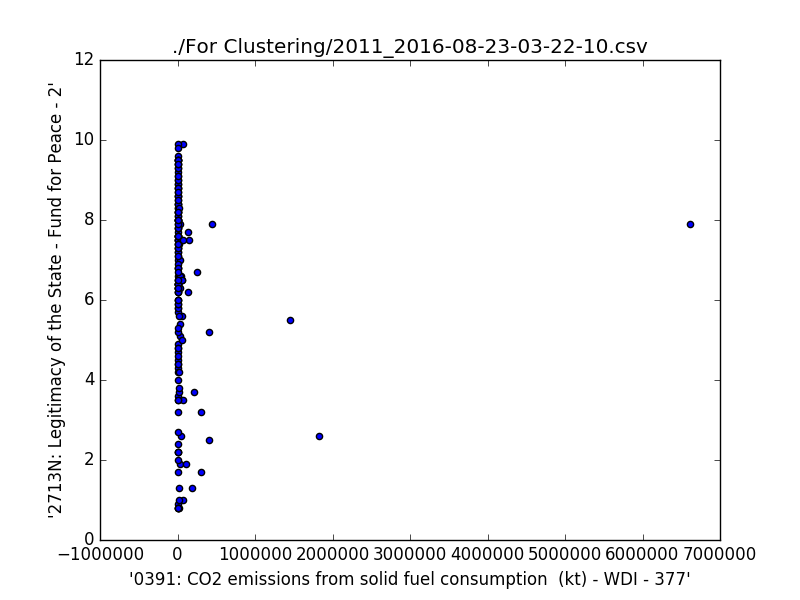 ./For Clustering/2011_2016-08-23-03-22-10.csv
12
10
8
6
4
2
0
'2713N: Legitimacy of the State - Fund for Peace - 2'
−1000000 0 1000000 2000000 3000000 4000000 5000000 6000000 7000000
'0391: CO2 emissions from solid fuel consumption (kt) - WDI - 377'